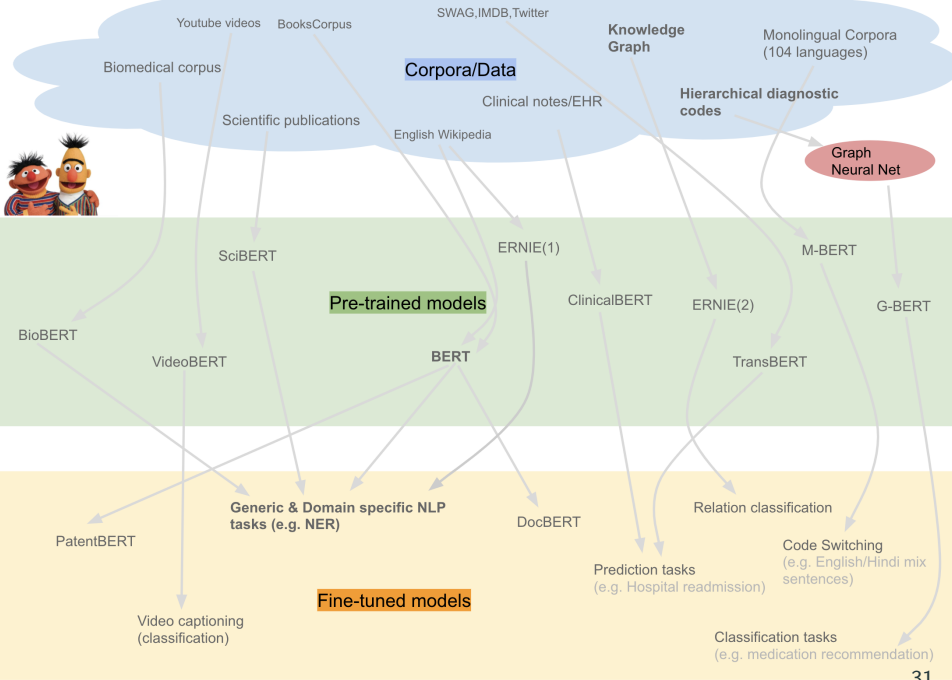 SWAG,IMDB,Twitter
Youtube videos
BooksCorpus
Knowledge
Graph
Monolingual Corpora
(104 languages)
Biomedical corpus
Corpora/Data
Clinical notes/EHR
Hierarchical diagnostic
codes
Scientific publications
English Wikipedia
Graph
Neural Net
SciBERT
ERNIE(1)
M-BERT
Pre-trained models
ClinicalBERT
ERNIE(2)
G-BERT
BioBERT
VideoBERT
BERT
TransBERT
Generic & Domain specific NLP
tasks (e.g. NER)
Relation classification
DocBERT
PatentBERT
Code Switching
(e.g. English/Hindi mix
sentences)
Prediction tasks
(e.g. Hospital readmission)
Fine-tuned models
Video captioning
(classification)
Classification tasks
(e.g. medication recommendation)
31